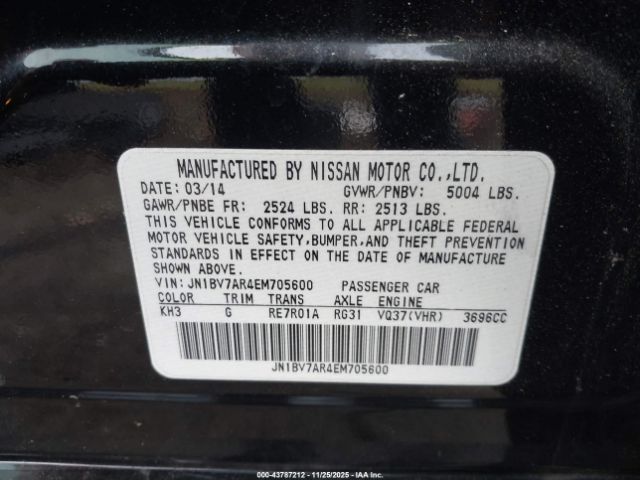 MANUFACTURED BY NISSAN MOTOR CO.,LTD.
DATE: 03/14 GVWR/PNBV: 5004 LBS.
GAWR/PNBE FR: 2524 LBS. RR: 2513 LBS.
THIS VEHICLE CONFORMS TO ALL APPLICABLE FEDERAL
MOTOR VEHICLE SAFETY,BUMPER,AND THEFT PREVENTION
STANDARDS IN EFFECT ON THE DATE OF MANUFACTURE
SHOWN ABOVE.
VIN: JN1BV7AR4EM705600 PASSENGER CAR
COLOR TRIM TRANS AXLE ENGINE
KH3 G RE7R01A RG31 VQ37(VHR) 3696CC
JN1BV7AR4EM705600
000-43787212 - 11/25/2025 - IAA, Inc.